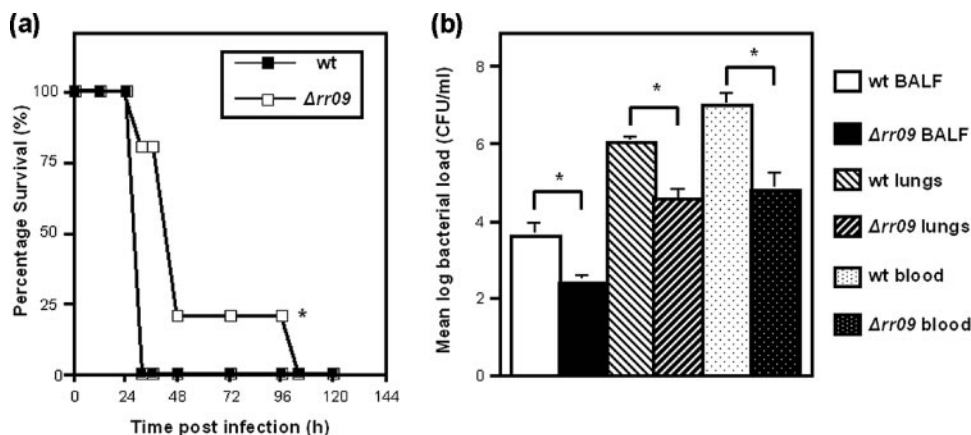 (a)
wt
Δrr09
Percentage Survival (%)
100
75
50
25
0
*
0 24 48 72 96 120 144
Time post infection (h)
(b)
Mean log bacterial load (CFU/ml)
8
6
4
2
0
*
*
*
wt BALF
Δrr09 BALF
wt lungs
Δrr09 lungs
wt blood
Δrr09 blood